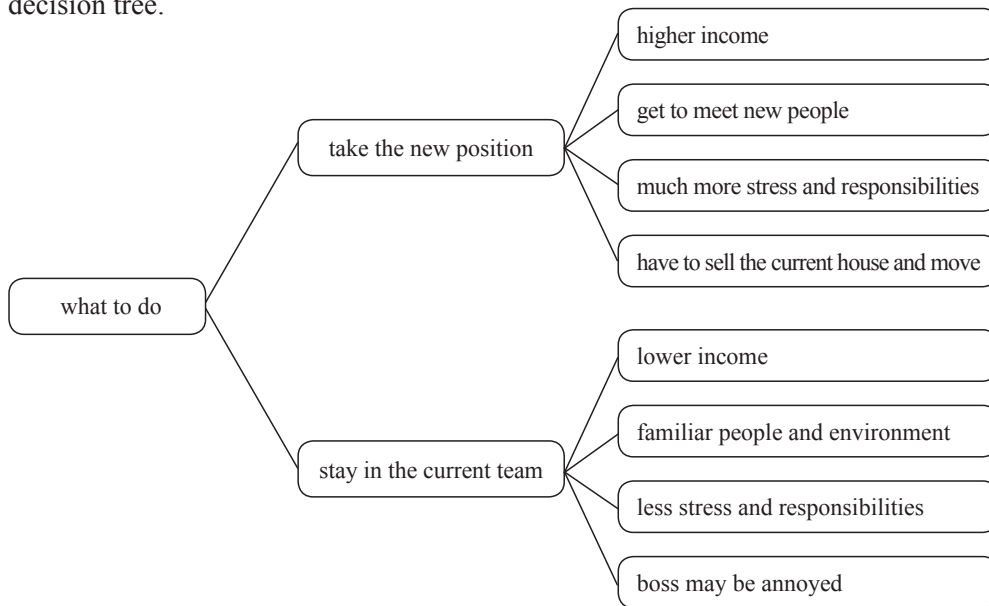 decision tree.
higher income
get to meet new people
take the new position
much more stress and responsibilities
have to sell the current house and move
what to do
lower income
familiar people and environment
stay in the current team
less stress and responsibilities
boss may be annoyed